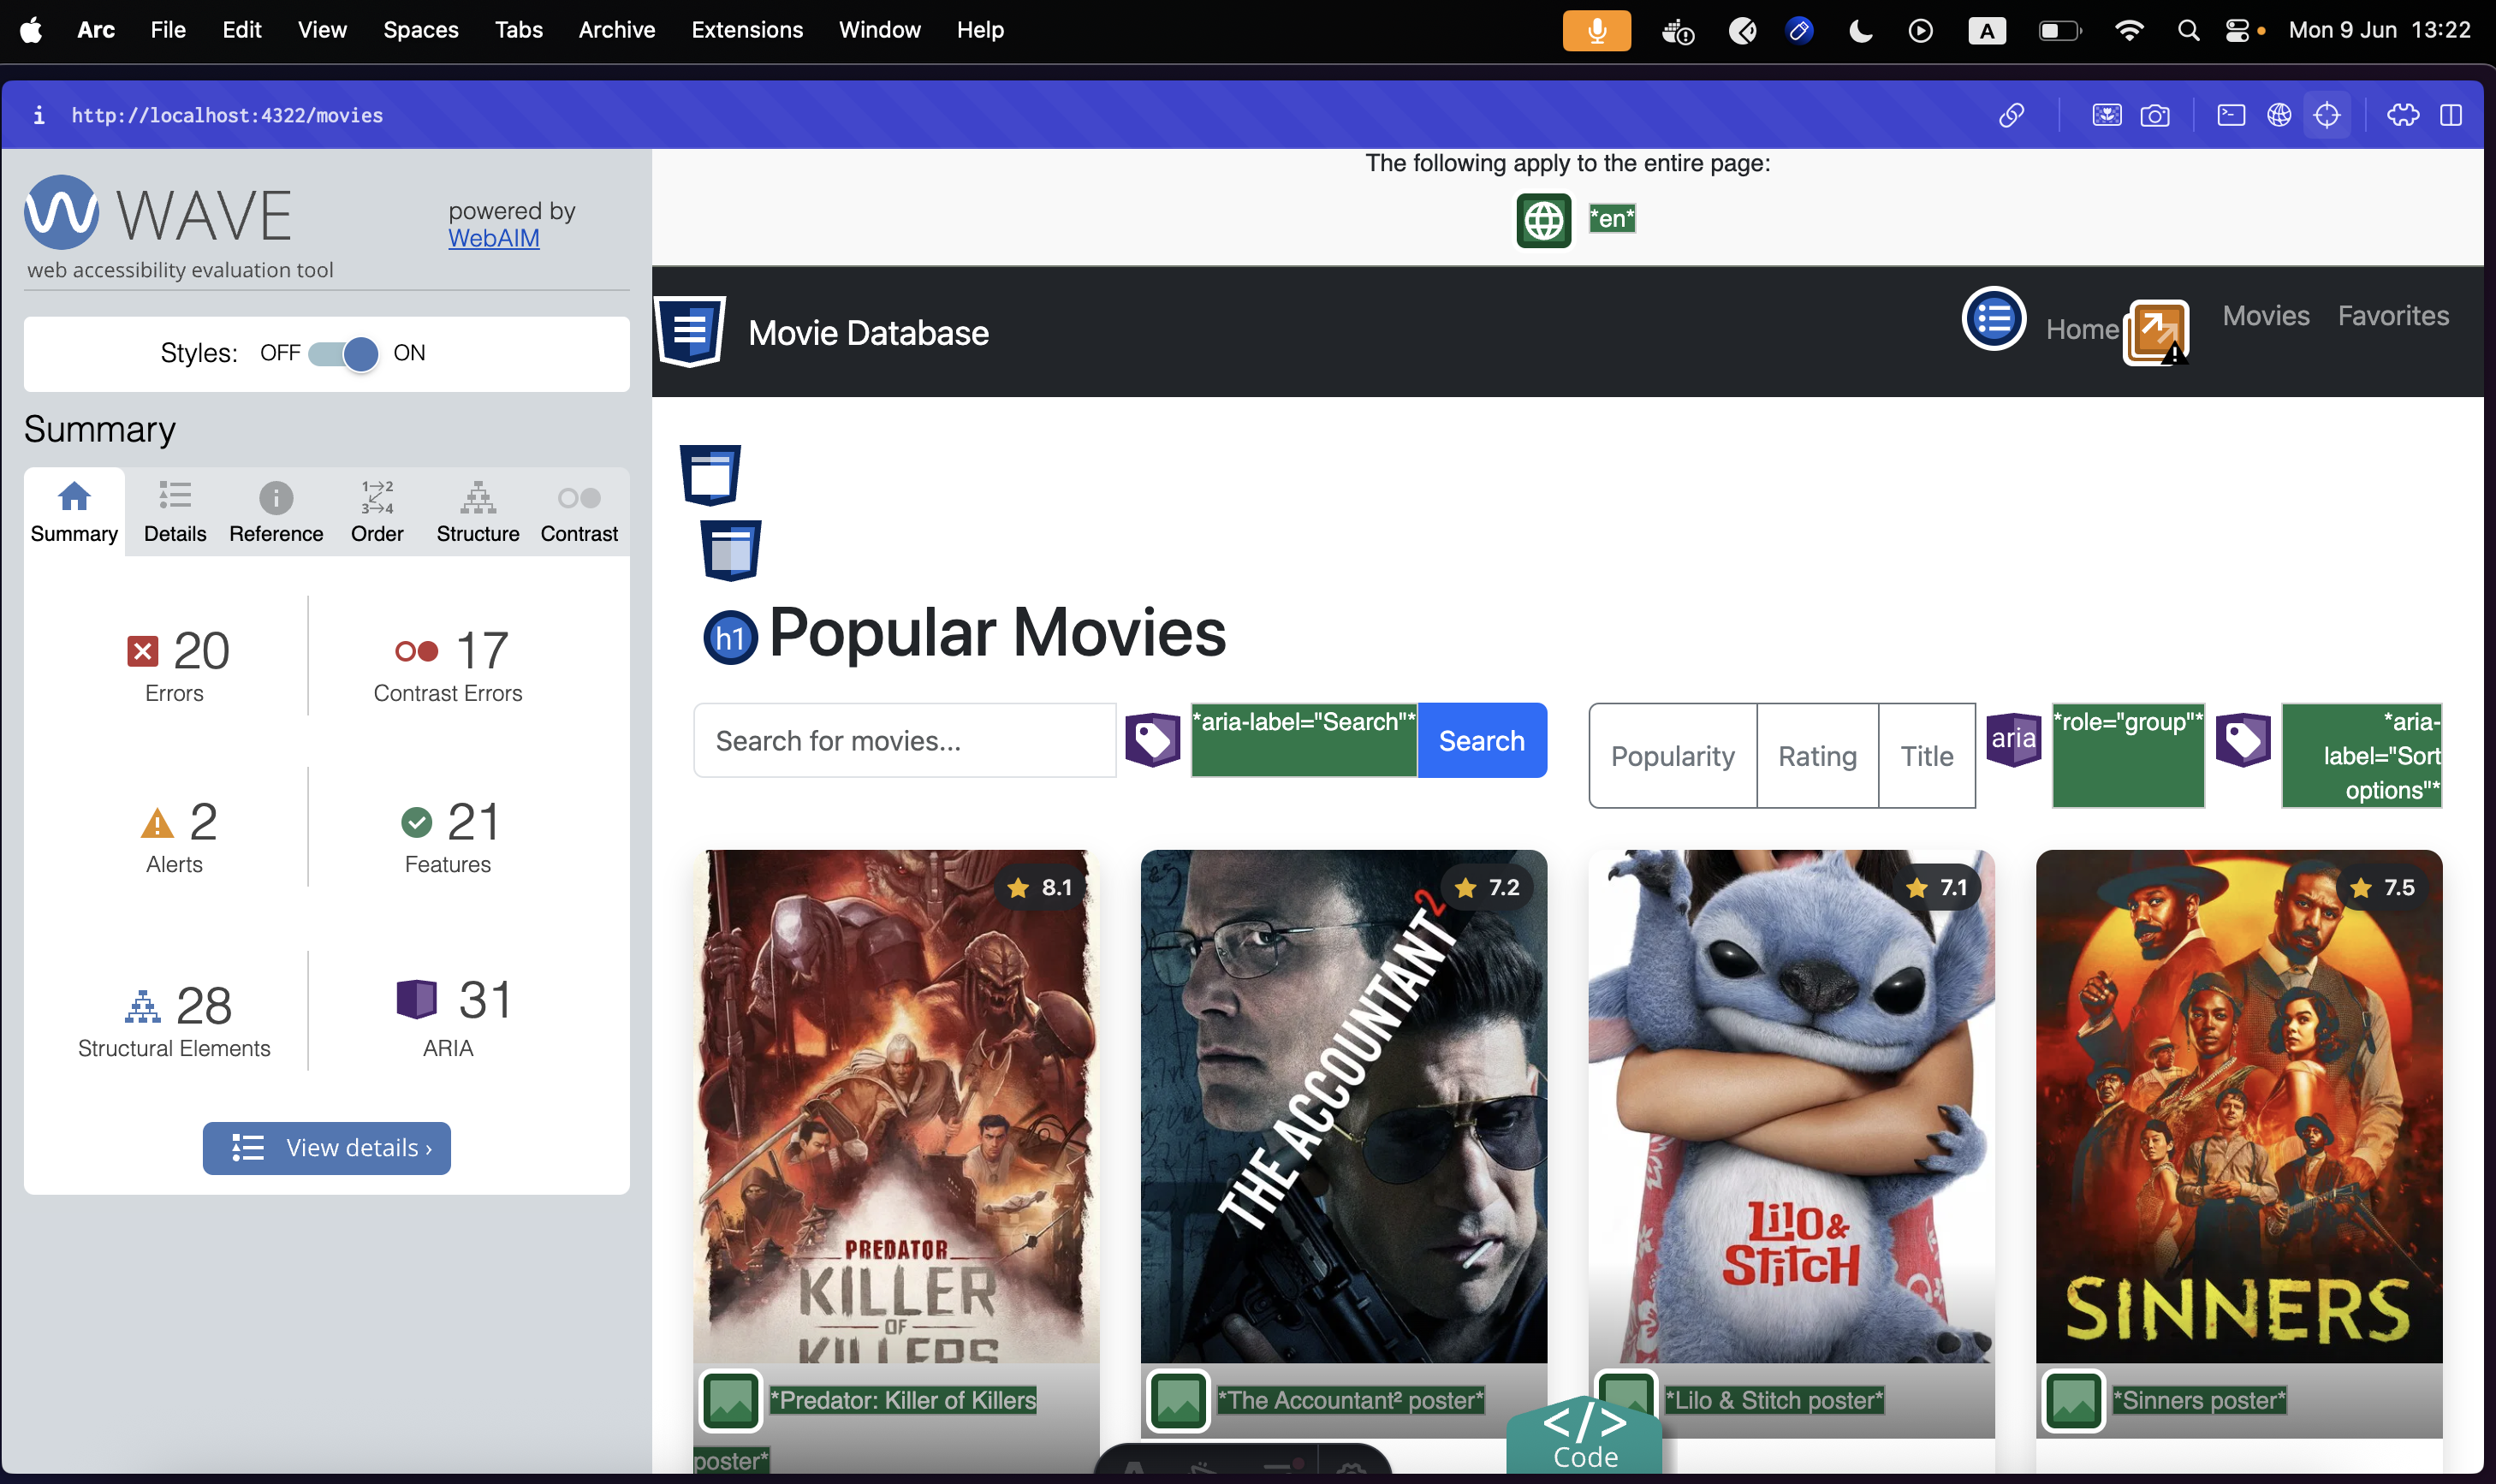 Arc File Edit View Spaces Tabs Archive Extensions Window Help A Mon 9 Jun 13:22
i http://localhost:4322/movies
WAVE
powered by
WebAIM
web accessibility evaluation tool
Styles: OFF ON
Summary
Summary Details Reference Order Structure Contrast
1→2
3→4
20
Errors
17
Contrast Errors
2
Alerts
21
Features
28
Structural Elements
31
ARIA
View details ›
The following apply to the entire page:
*en*
Movie Database
Home Movies Favorites
h1 Popular Movies
Search for movies...
*aria-label="Search"*
Search
Popularity Rating Title
aria
*role="group"*
*aria-
label="Sort
options"*
8.1
PREDATOR
KILLER
OF
KILLERS
*Predator: Killer of Killers
poster*
7.2
THE ACCOUNTANT 2
*The Accountant² poster*
7.1
Lilo &
Stitch
*Lilo & Stitch poster*
7.5
SINNERS
*Sinners poster*
</>
Code